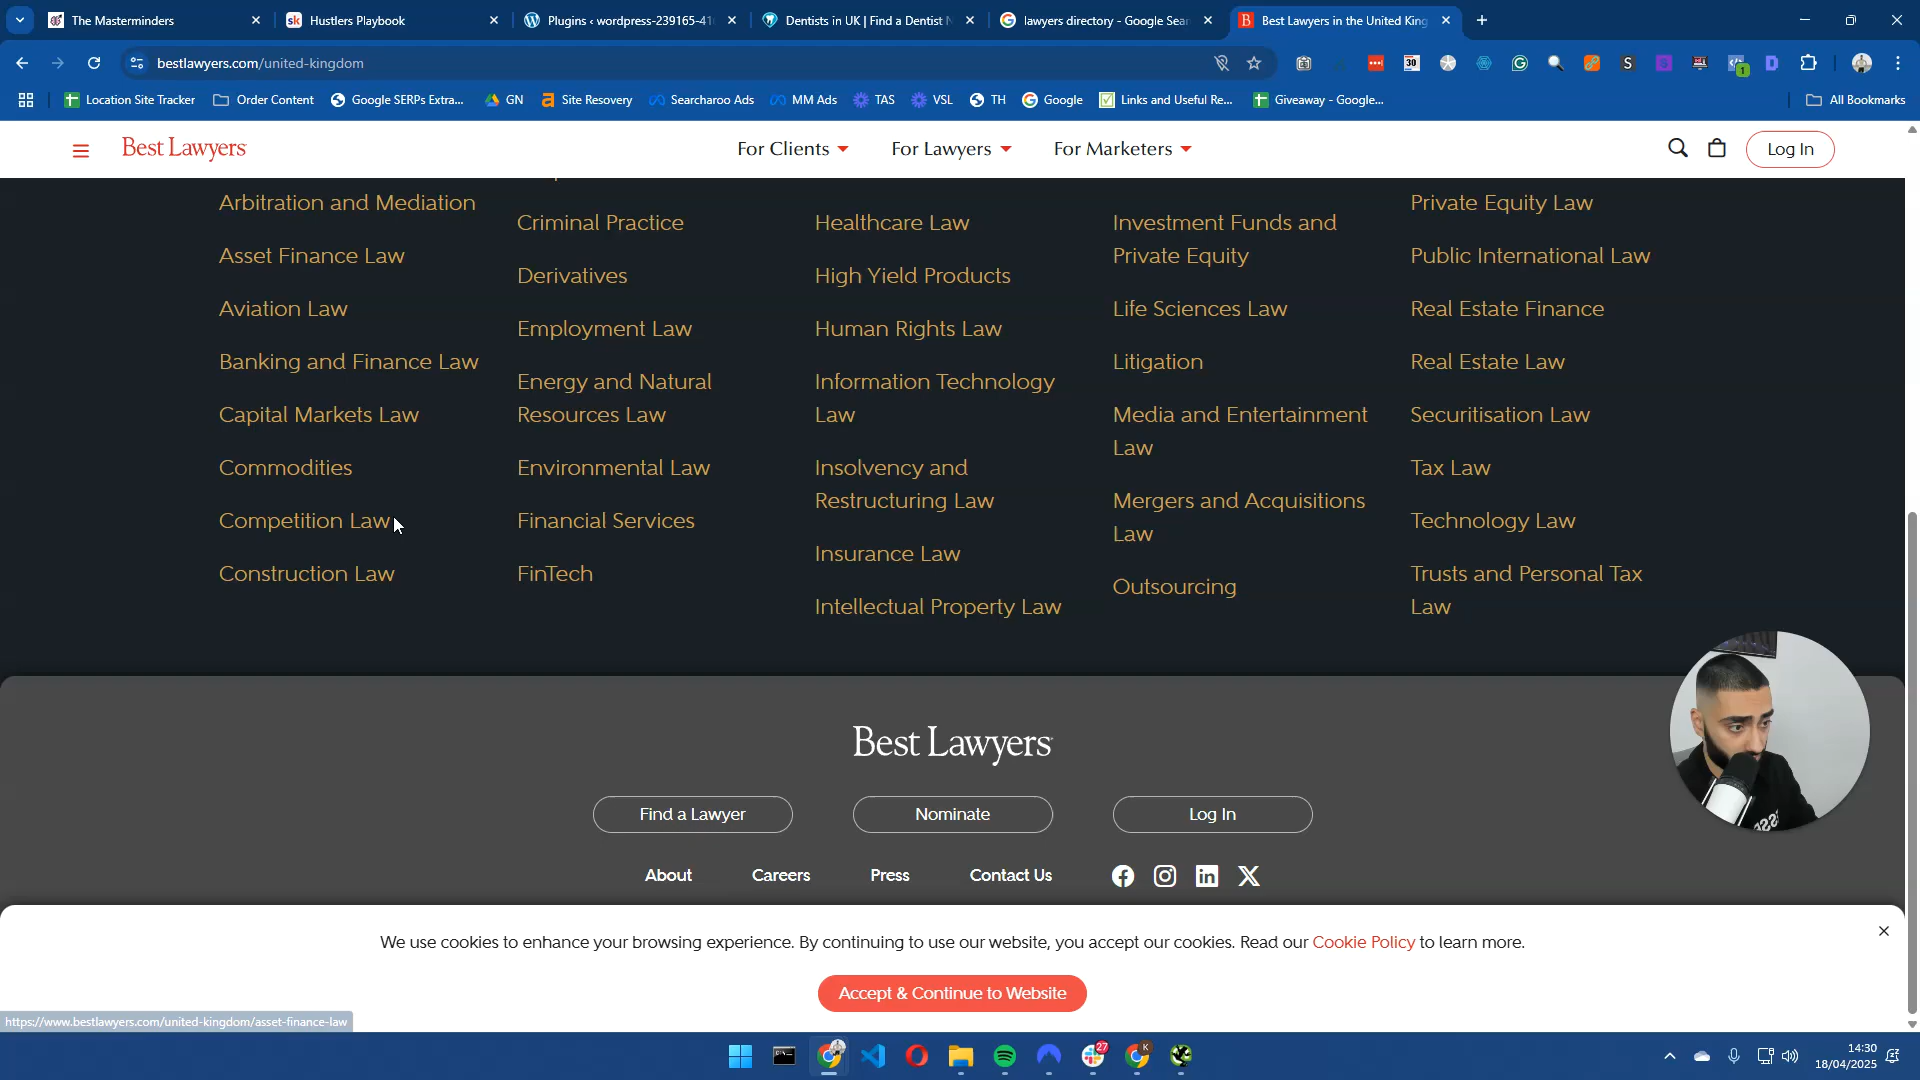 The Masterminders
Hustlers Playbook
Plugins ‹ wordpress-239165-41
Dentists in UK | Find a Dentist N
lawyers directory - Google Sear
Best Lawyers in the United King
bestlawyers.com/united-kingdom
30
S
D
1
Location Site Tracker
Order Content
Google SERPs Extra...
GN
Site Recovery
Searcharoo Ads
MM Ads
TAS
VSL
TH
Google
Links and Useful Re...
Giveaway - Google...
All Bookmarks
Best Lawyers
For Clients
For Lawyers
For Marketers
Log In
Arbitration and Mediation
Asset Finance Law
Aviation Law
Banking and Finance Law
Capital Markets Law
Commodities
Competition Law
Construction Law
Criminal Practice
Derivatives
Employment Law
Energy and Natural
Resources Law
Environmental Law
Financial Services
FinTech
Healthcare Law
High Yield Products
Human Rights Law
Information Technology
Law
Insolvency and
Restructuring Law
Insurance Law
Intellectual Property Law
Investment Funds and
Private Equity
Life Sciences Law
Litigation
Media and Entertainment
Law
Mergers and Acquisitions
Law
Outsourcing
Private Equity Law
Public International Law
Real Estate Finance
Real Estate Law
Securitisation Law
Tax Law
Technology Law
Trusts and Personal Tax
Law
Best Lawyers
Find a Lawyer
Nominate
Log In
About
Careers
Press
Contact Us
We use cookies to enhance your browsing experience. By continuing to use our website, you accept our cookies. Read our Cookie Policy to learn more.
Accept & Continue to Website
https://www.bestlawyers.com/united-kingdom/asset-finance-law
27
K
14:30
18/04/2025